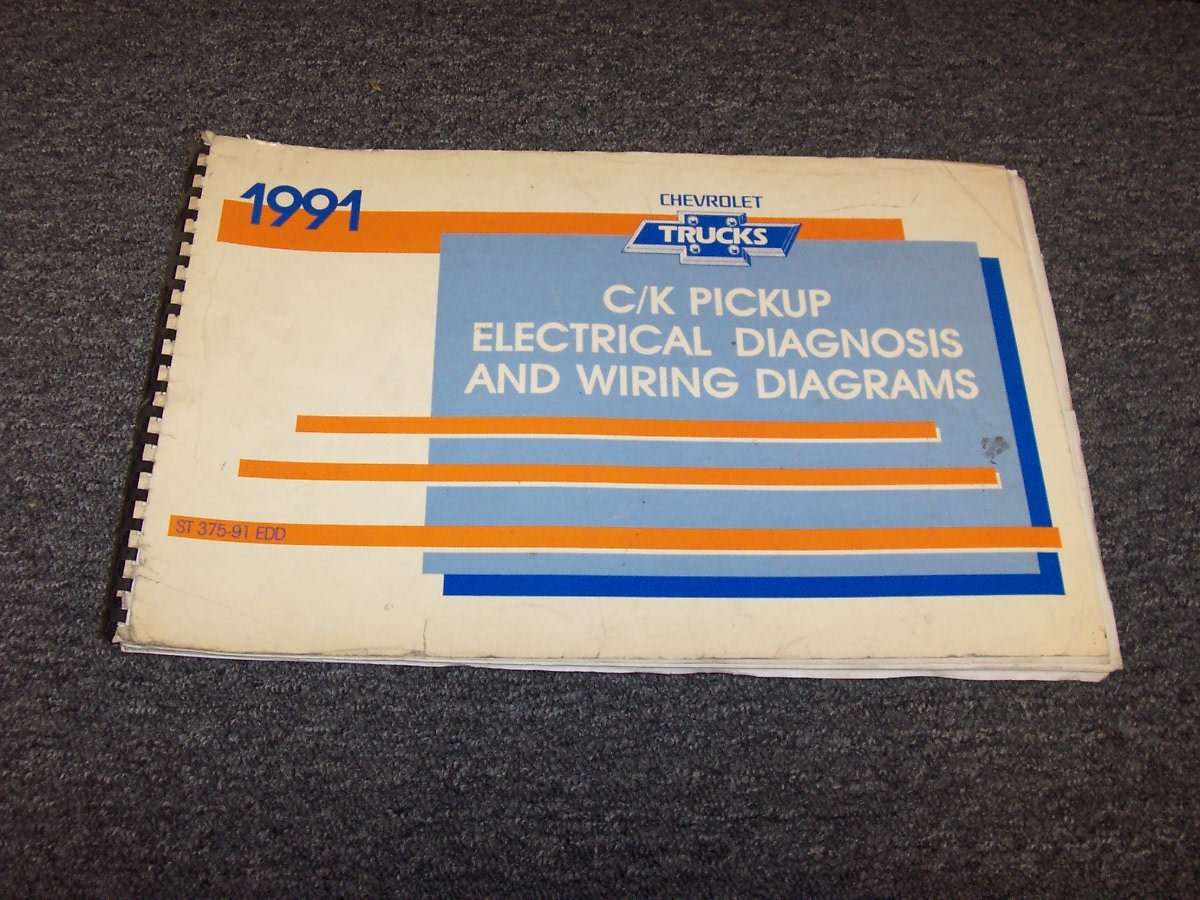 1991
CHEVROLET
TRUCKS
C/K PICKUP
ELECTRICAL DIAGNOSIS
AND WIRING DIAGRAMS
ST 375-91 EDD